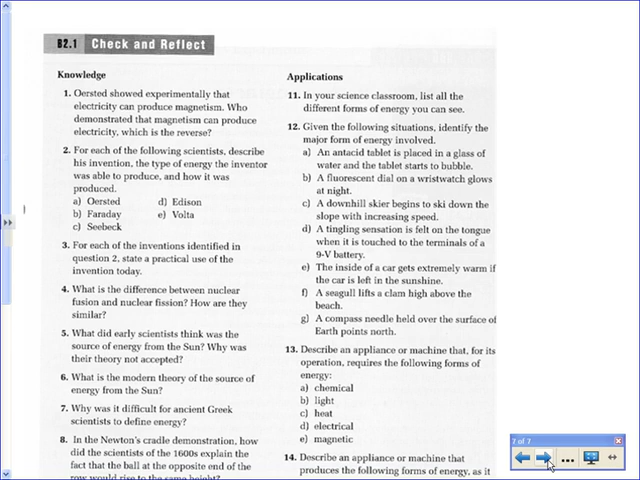 B2.1 Check and Reflect
Knowledge
1. Oersted showed experimentally that
electricity can produce magnetism. Who
demonstrated that magnetism can produce
electricity, which is the reverse?
2. For each of the following scientists, describe
his invention, the type of energy the inventor
was able to produce, and how it was
produced.
a) Oersted d) Edison
b) Faraday e) Volta
c) Seebeck
3. For each of the inventions identified in
question 2, state a practical use of the
invention today.
4. What is the difference between nuclear
fusion and nuclear fission? How are they
similar?
5. What did early scientists think was the
source of energy from the Sun? Why was
their theory not accepted?
6. What is the modern theory of the source of
energy from the Sun?
7. Why was it difficult for ancient Greek
scientists to define energy?
8. In the Newton's cradle demonstration, how
did the scientists of the 1600s explain the
fact that the ball at the opposite end of the
row would rise to the same height?
Applications
11. In your science classroom, list all the
different forms of energy you can see.
12. Given the following situations, identify the
major form of energy involved.
a) An antacid tablet is placed in a glass of
water and the tablet starts to bubble.
b) A fluorescent dial on a wristwatch glows
at night.
c) A downhill skier begins to ski down the
slope with increasing speed.
d) A tingling sensation is felt on the tongue
when it is touched to the terminals of a
9-V battery.
e) The inside of a car gets extremely warm if
the car is left in the sunshine.
f) A seagull lifts a clam high above the
beach.
g) A compass needle held over the surface of
Earth points north.
13. Describe an appliance or machine that, for its
operation, requires the following forms of
energy:
a) chemical
b) light
c) heat
d) electrical
e) magnetic
14. Describe an appliance or machine that
produces the following forms of energy, as it
7 of 7